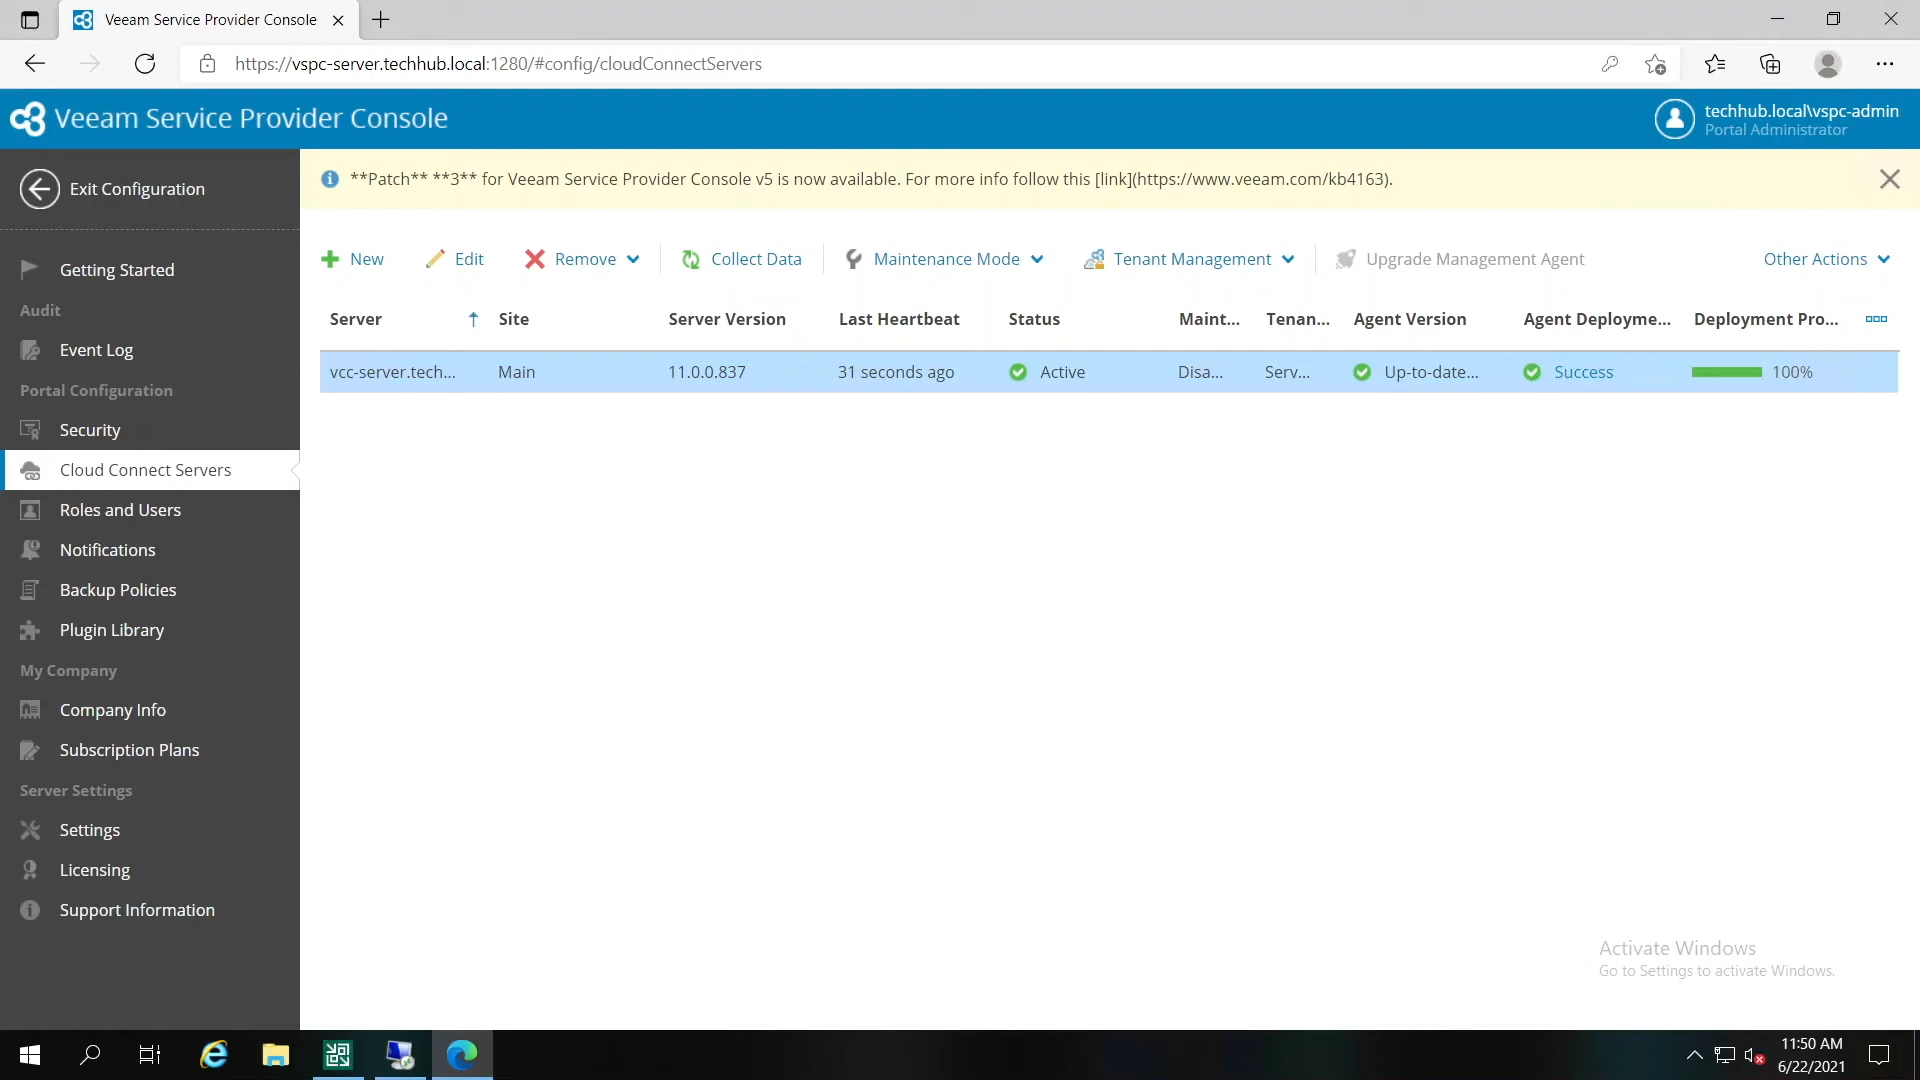 Veeam Service Provider Console
https://vspc-server.techhub.local:1280/#config/cloudConnectServers
Veeam Service Provider Console
techhub.local\vspc-admin
Portal Administrator
Exit Configuration
**Patch** **3** for Veeam Service Provider Console v5 is now available. For more info follow this [link](https://www.veeam.com/kb4163).
Getting Started
Audit
Event Log
Portal Configuration
Security
Cloud Connect Servers
Roles and Users
Notifications
Backup Policies
Plugin Library
My Company
Company Info
Subscription Plans
Server Settings
Settings
Licensing
Support Information
New Edit Remove Collect Data Maintenance Mode Tenant Management Upgrade Management Agent Other Actions
Server Site Server Version Last Heartbeat Status Maint... Tenan... Agent Version Agent Deployme... Deployment Pro...
vcc-server.tech... Main 11.0.0.837 31 seconds ago Active Disa... Serv... Up-to-date... Success 100%
Activate Windows
Go to Settings to activate Windows.
11:50 AM
6/22/2021